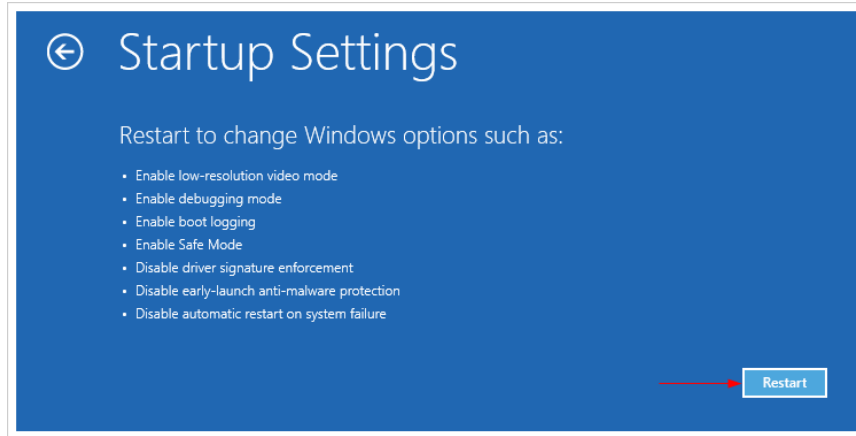 Startup Settings
Restart to change Windows options such as:
• Enable low-resolution video mode
• Enable debugging mode
• Enable boot logging
• Enable Safe Mode
• Disable driver signature enforcement
• Disable early-launch anti-malware protection
• Disable automatic restart on system failure
Restart